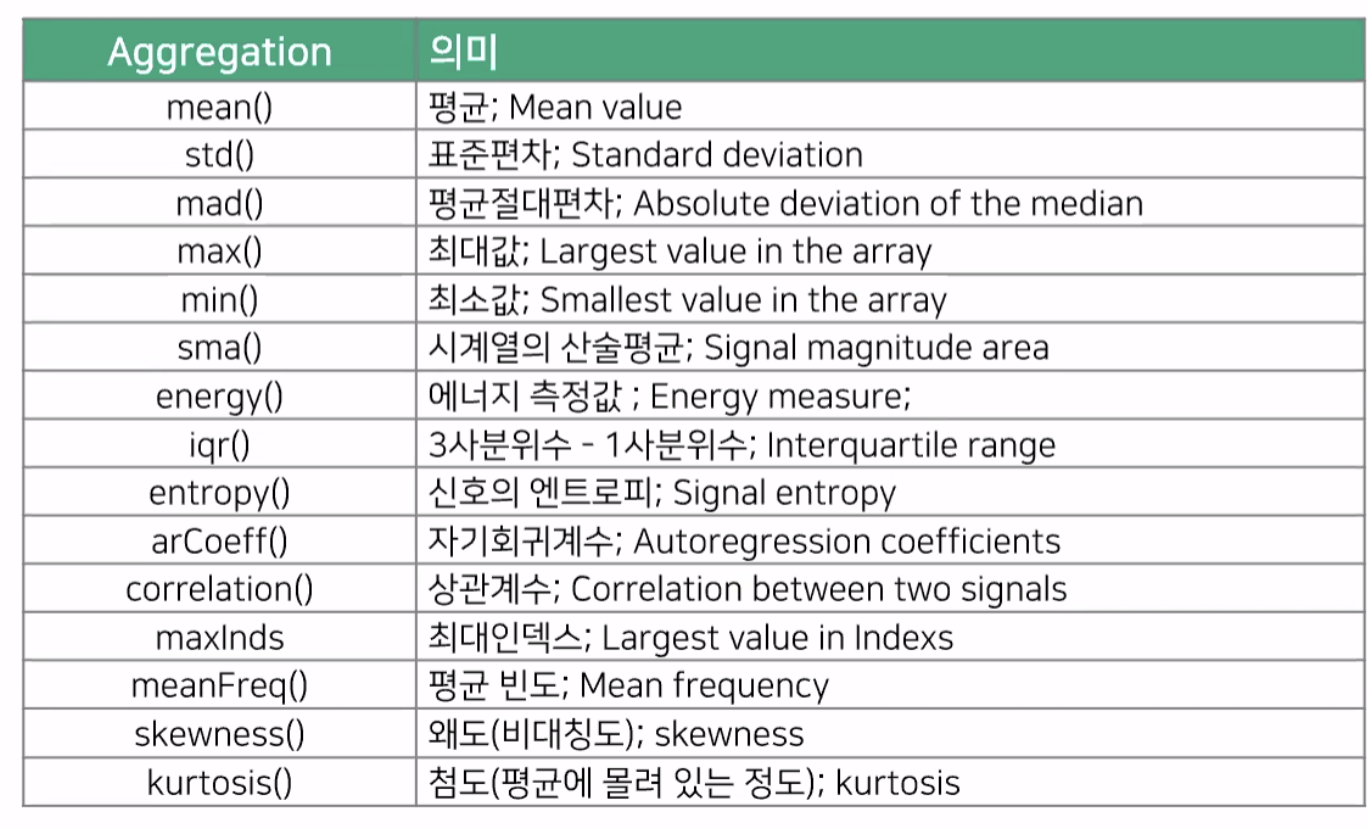 Aggregation 의미
mean() 평균; Mean value
std() 표준편차; Standard deviation
mad() 평균절대편차; Absolute deviation of the median
max() 최대값; Largest value in the array
min() 최소값; Smallest value in the array
sma() 시계열의 산술평균; Signal magnitude area
energy() 에너지 측정값 ; Energy measure;
iqr() 3사분위수 - 1사분위수; Interquartile range
entropy() 신호의 엔트로피; Signal entropy
arCoeff() 자기회귀계수; Autoregression coefficients
correlation() 상관계수; Correlation between two signals
maxInds 최대인덱스; Largest value in Indexs
meanFreq() 평균 빈도; Mean frequency
skewness() 왜도(비대칭도); skewness
kurtosis() 첨도(평균에 몰려 있는 정도); kurtosis